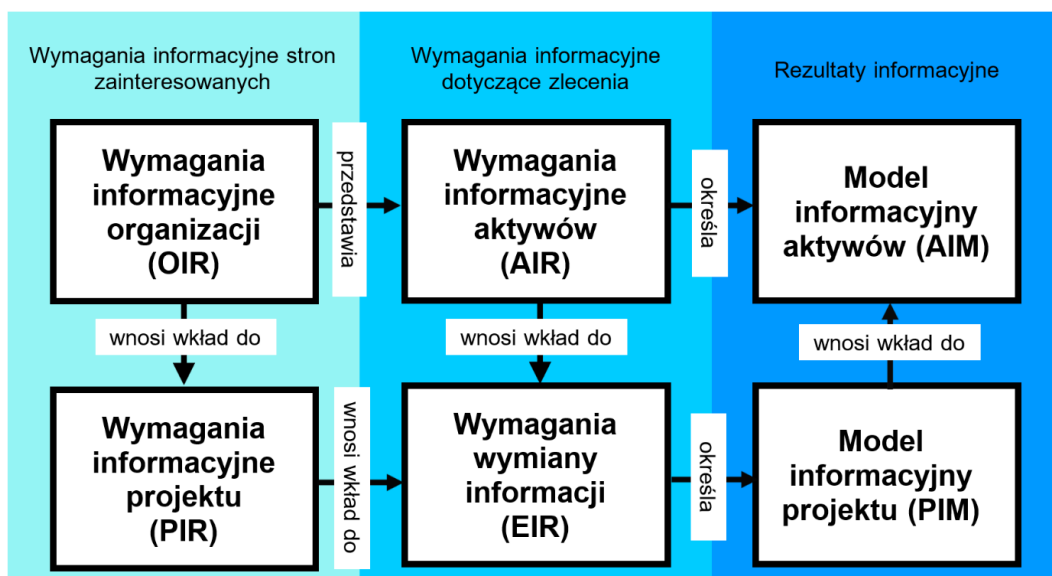 Wymagania informacyjne stron
zainteresowanych
Wymagania informacyjne
dotyczące zlecenia
Rezultaty informacyjne
Wymagania
informacyjne
organizacji
(OIR)
przedstawia
Wymagania
informacyjne
aktywów
(AIR)
określa
Model
informacyjny
aktywów (AIM)
wnosi wkład do
wnosi wkład do
wnosi wkład do
Wymagania
informacyjne
projektu
(PIR)
wnosi wkład do
Wymagania
wymiany
informacji
(EIR)
określa
Model
informacyjny
projektu (PIM)